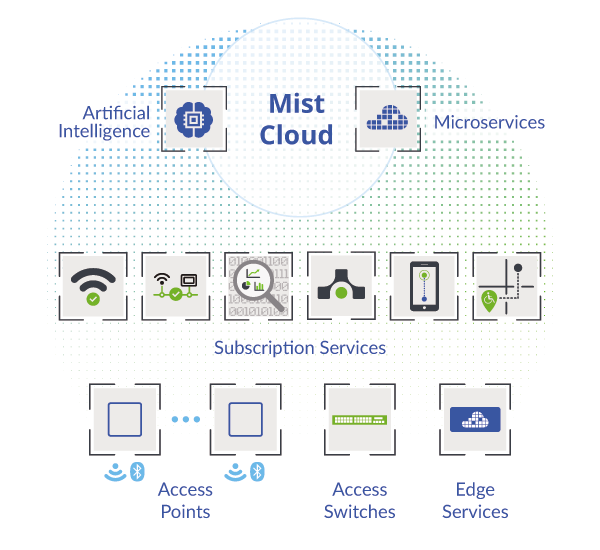 Mist
Cloud
Artificial
Intelligence
Microservices
Subscription Services
Access
Points
Access
Switches
Edge
Services